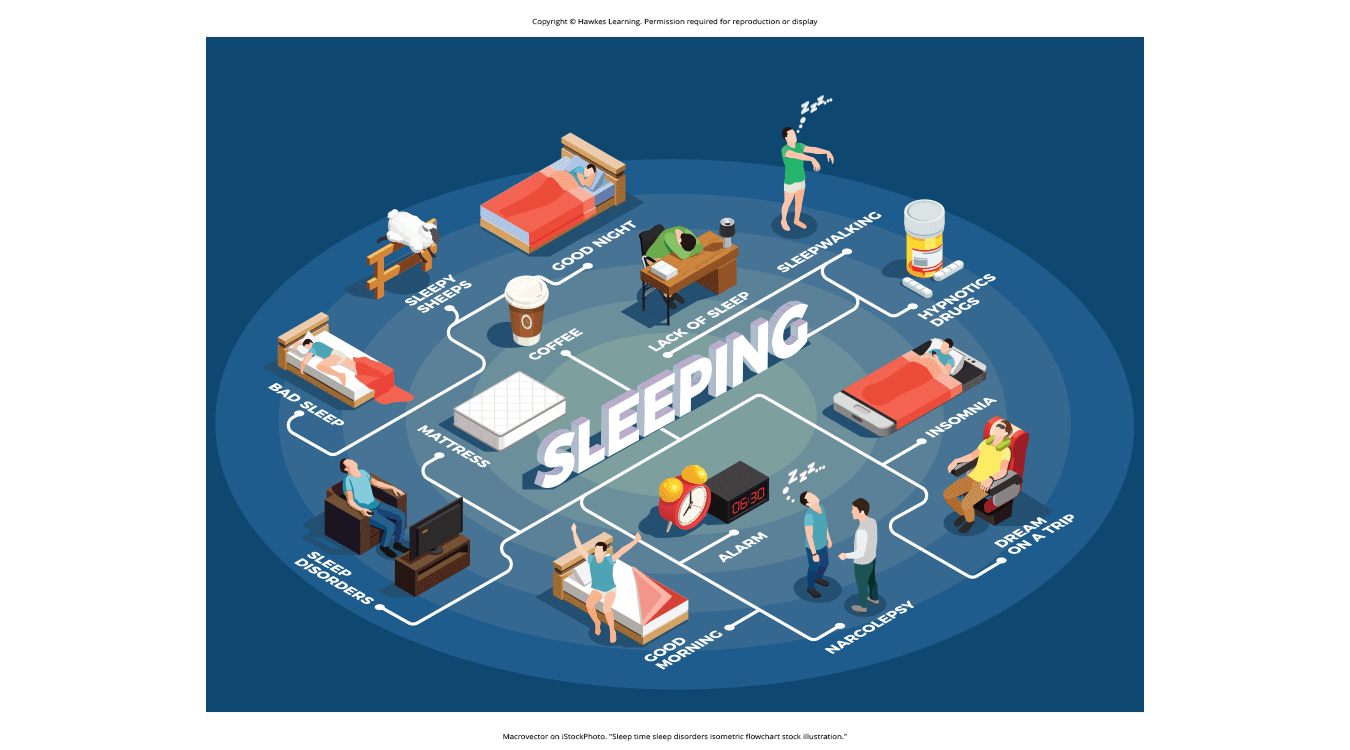 Copyright © Hawkes Learning. Permission required for reproduction or display
zzz...
GOOD NIGHT
SLEEPWALKING
SLEEPY
SHEEPS
HYPNOTICS
DRUGS
LACK OF SLEEP
COFFEE
SLEEPING
BAD SLEEP
MATTRESS
INSOMNIA
06:30
zzz...
ALARM
DREAM
ON A TRIP
SLEEP
DISORDERS
GOOD
MORNING
NARCOLEPSY
Macrovector on iStockPhoto. "Sleep time sleep disorders isometric flowchart stock illustration."